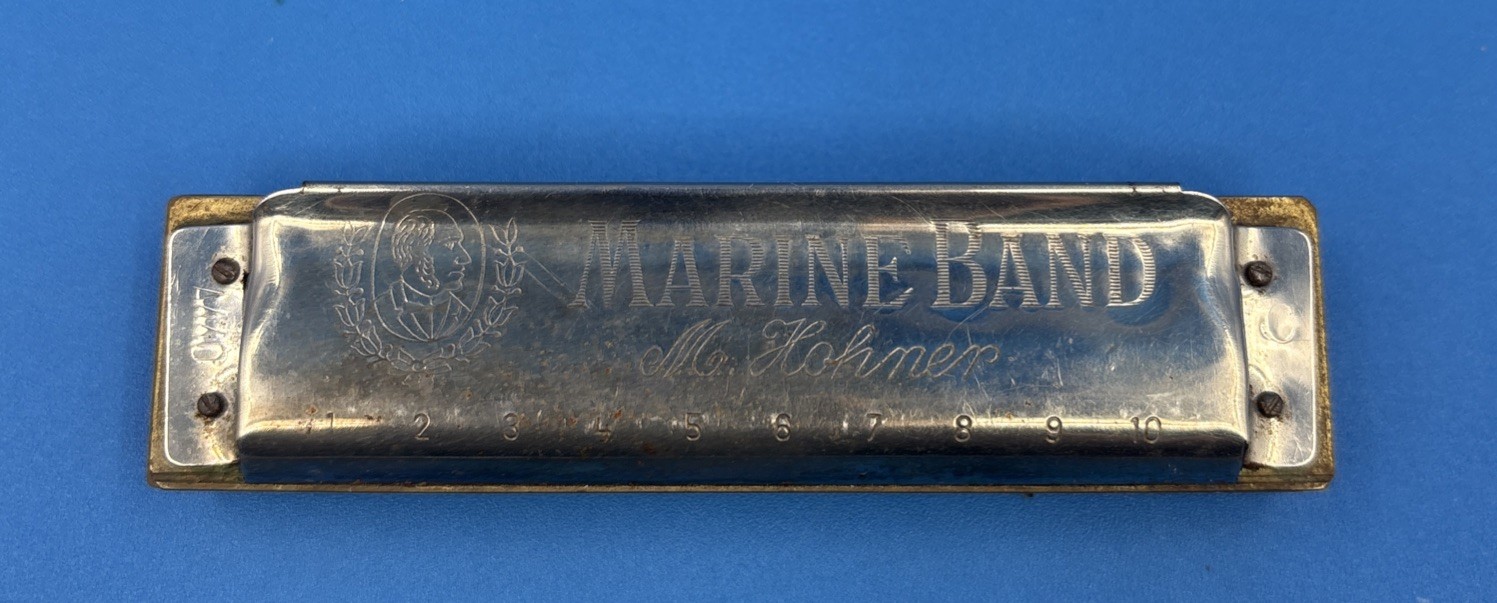 MARINE BAND
M. Hohner
1 2 3 4 5 6 7 8 9 10
C